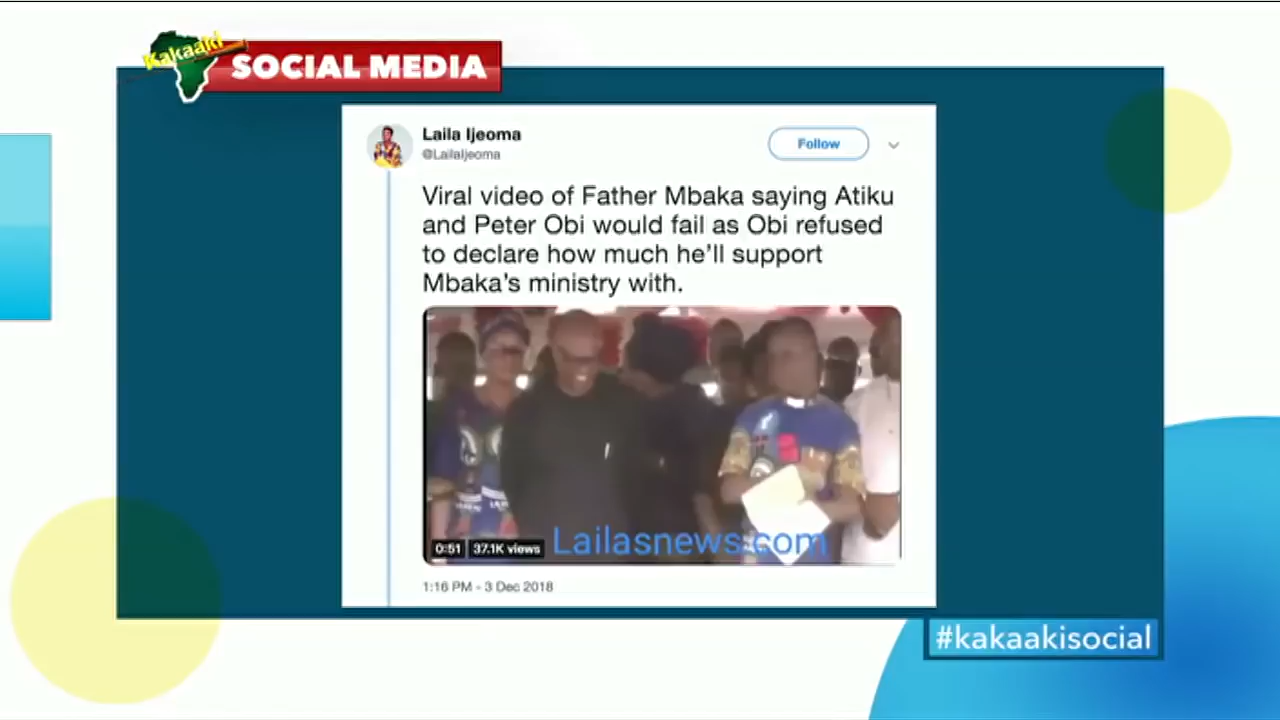 Kakaaki
SOCIAL MEDIA
Laila Ijeoma
@LailaIjeoma
Follow
Viral video of Father Mbaka saying Atiku
and Peter Obi would fail as Obi refused
to declare how much he'll support
Mbaka's ministry with.
0:51 37.1K views
Lailasnews.com
1:16 PM - 3 Dec 2018
#kakaakisocial